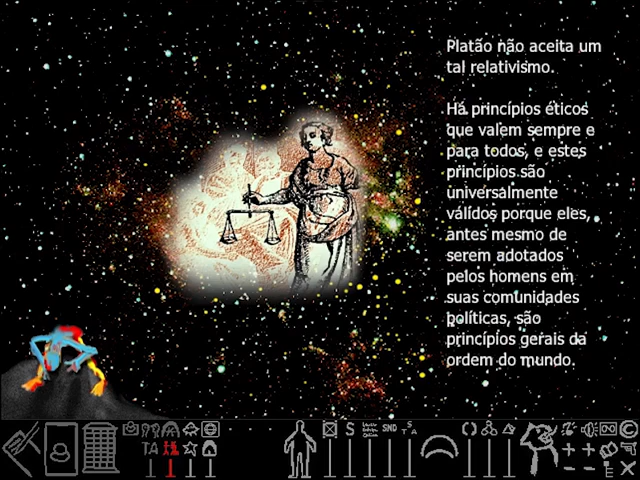 Platão não aceita um
tal relativismo.
Há princípios éticos
que valem sempre e
para todos, e estes
princípios são
universalmente
válidos porque eles,
antes mesmo de
serem adotados
pelos homens em
suas comunidades
políticas, são
princípios gerais da
ordem do mundo.
S
SND
TA